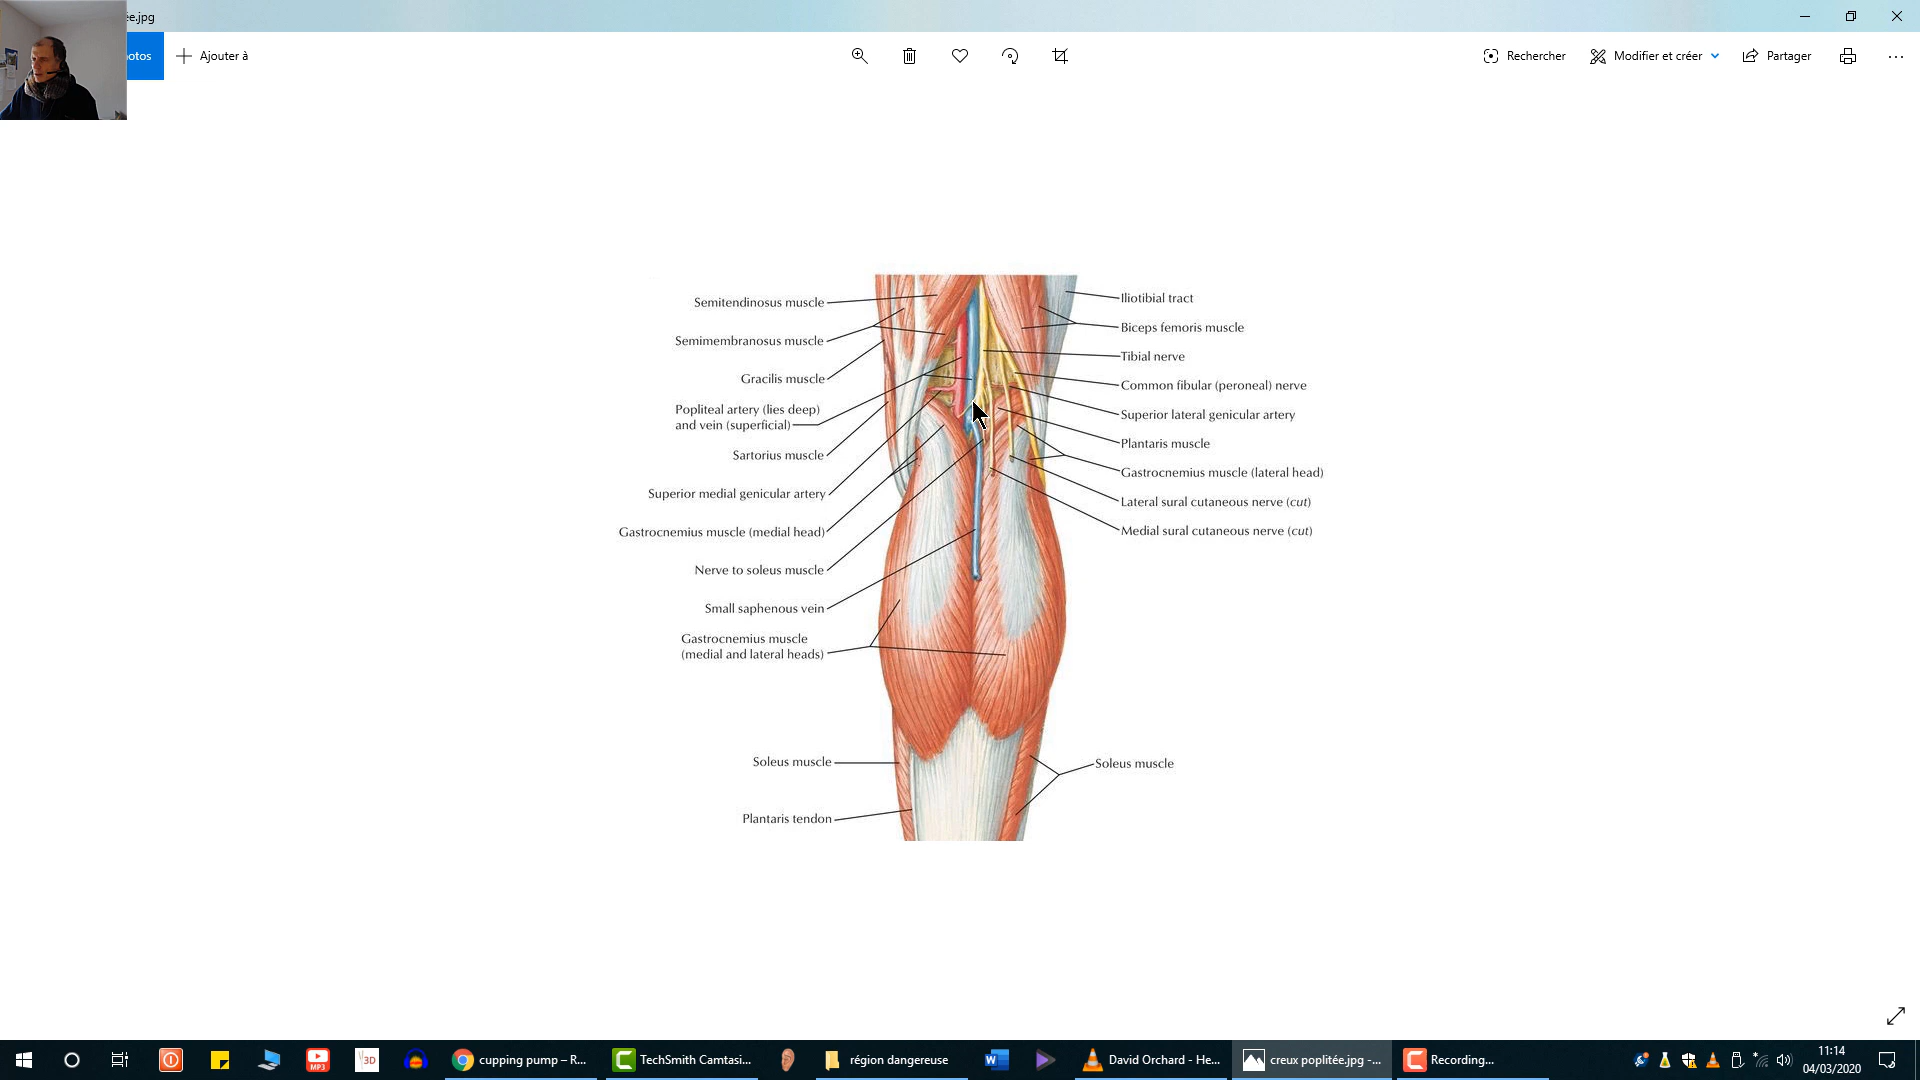 ée.jpg
otos
Ajouter à
Rechercher
Modifier et créer
Partager
Semitendinosus muscle
Semimembranosus muscle
Gracilis muscle
Popliteal artery (lies deep)
and vein (superficial)
Sartorius muscle
Superior medial genicular artery
Gastrocnemius muscle (medial head)
Nerve to soleus muscle
Small saphenous vein
Gastrocnemius muscle
(medial and lateral heads)
Soleus muscle
Plantaris tendon
Iliotibial tract
Biceps femoris muscle
Tibial nerve
Common fibular (peroneal) nerve
Superior lateral genicular artery
Plantaris muscle
Gastrocnemius muscle (lateral head)
Lateral sural cutaneous nerve (cut)
Medial sural cutaneous nerve (cut)
Soleus muscle
MP3
3D
cupping pump – R...
TechSmith Camtasi...
région dangereuse
David Orchard - He...
creux poplitée.jpg -...
Recording...
11:14
04/03/2020